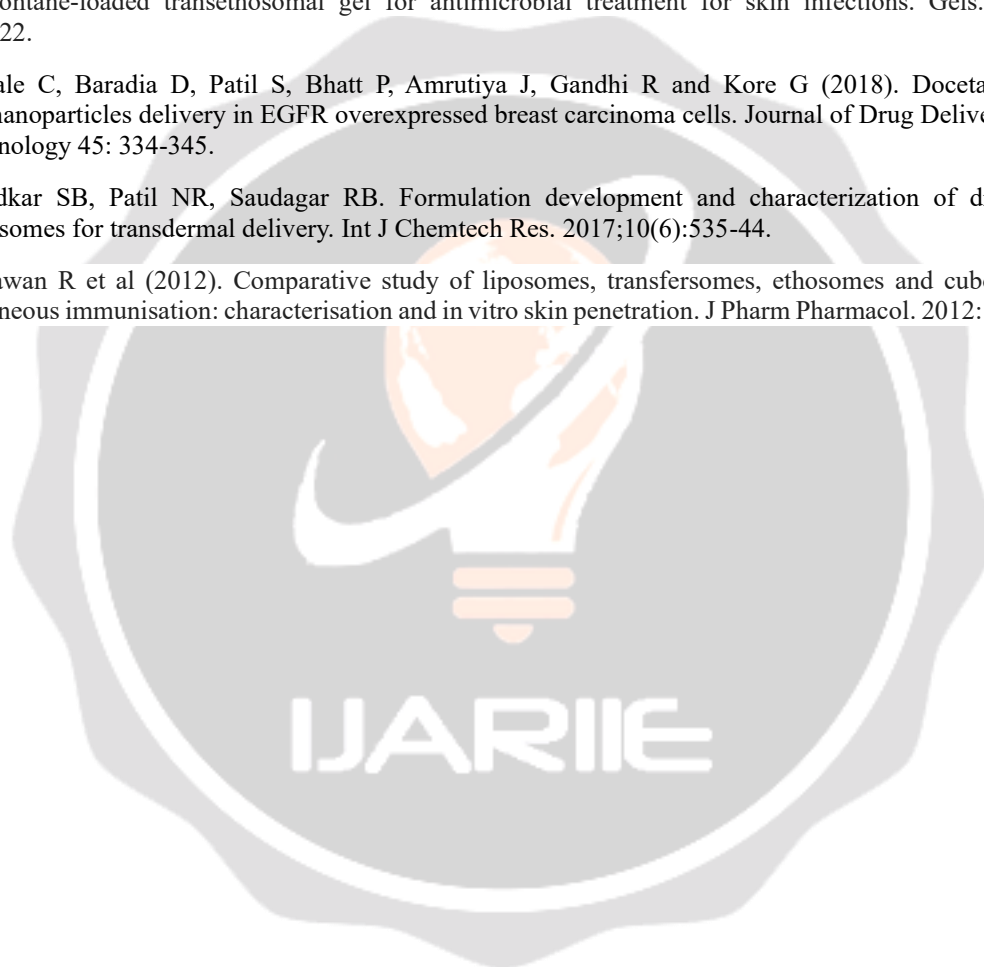 ontane-loaded transethosomal gel for antimicrobial treatment for skin infections. Gels.
22.
ale C, Baradia D, Patil S, Bhatt P, Amrutiya J, Gandhi R and Kore G (2018). Doceta
nanoparticles delivery in EGFR overexpressed breast carcinoma cells. Journal of Drug Delive
nology 45: 334-345.
dkar SB, Patil NR, Saudagar RB. Formulation development and characterization of d
somes for transdermal delivery. Int J Chemtech Res. 2017;10(6):535-44.
awan R et al (2012). Comparative study of liposomes, transfersomes, ethosomes and cub
neous immunisation: characterisation and in vitro skin penetration. J Pharm Pharmacol. 2012:
IJARIIE